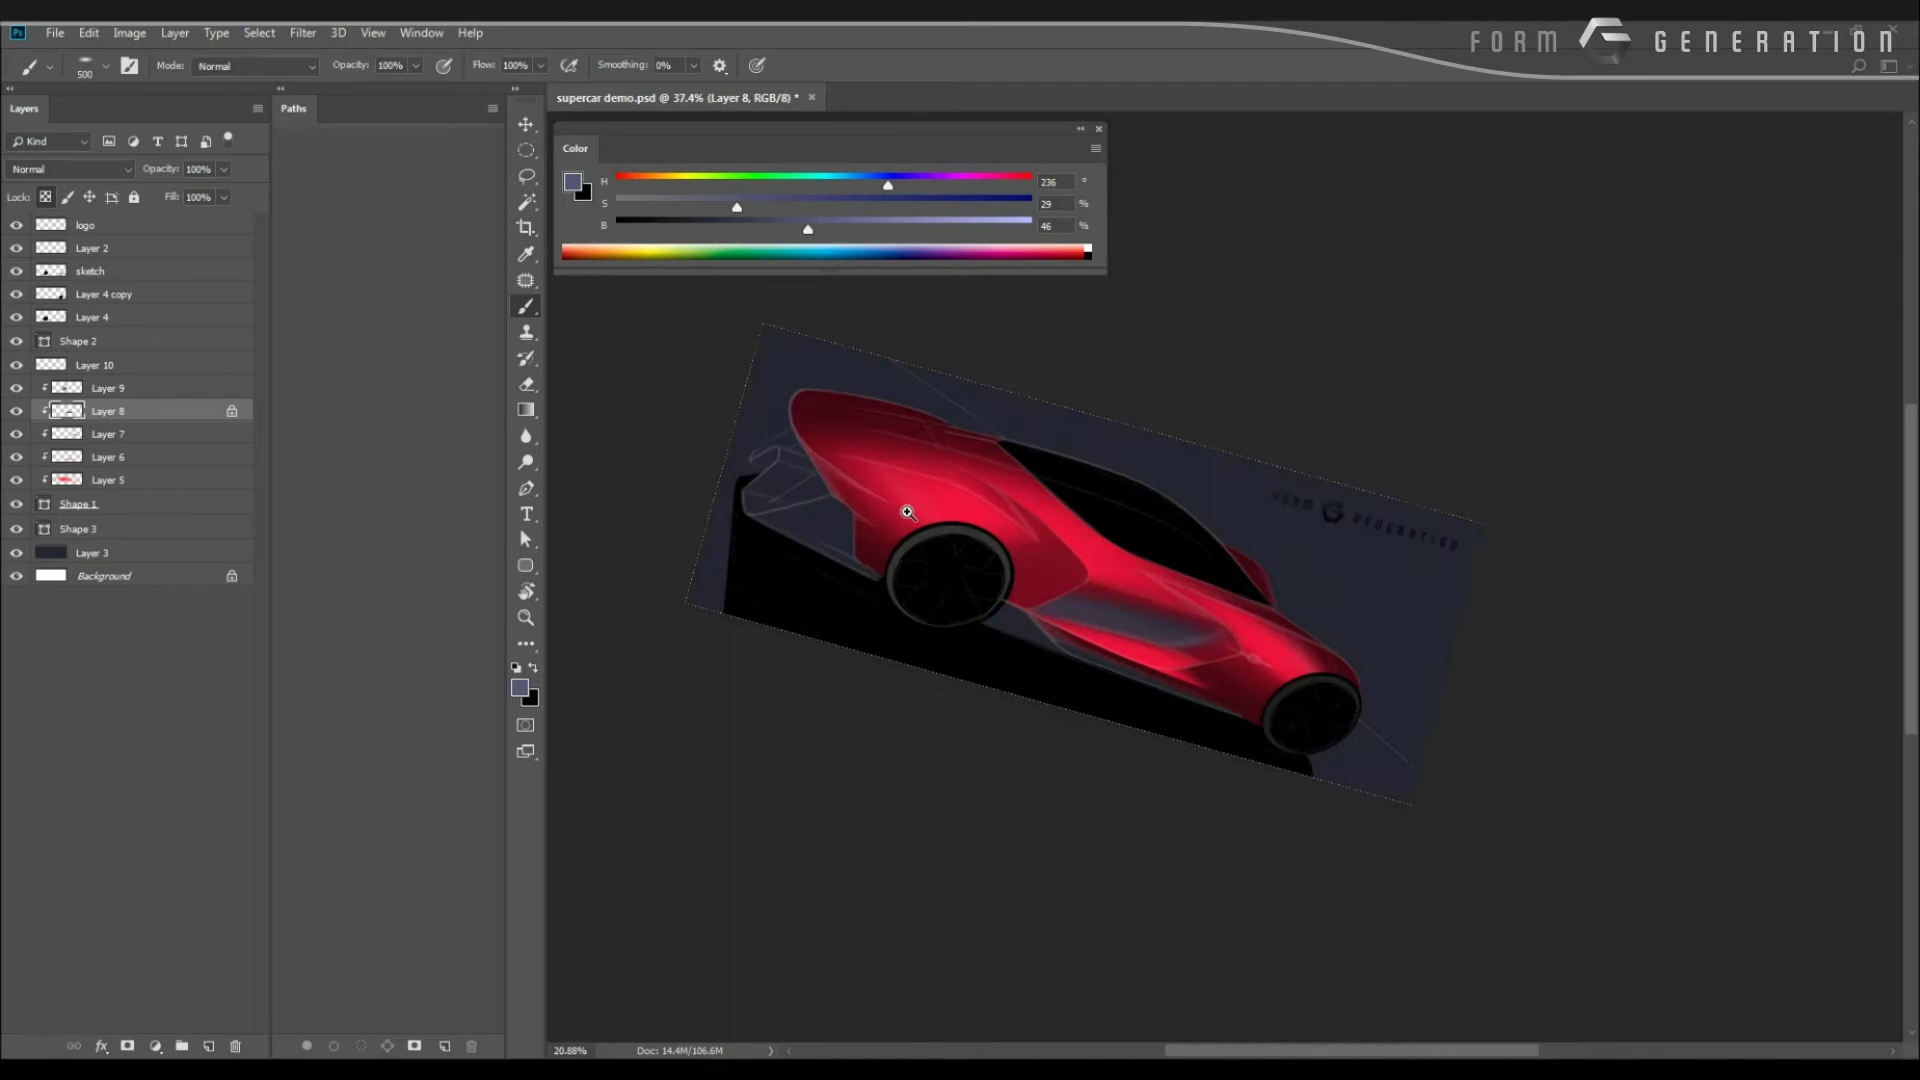 FORM GENERATION
Ps File Edit Image Layer Type Select Filter 3D View Window Help
500 Mode: Normal Opacity: 100% Flow: 100% Smoothing: 0%
Layers
Paths
supercar demo.psd @ 37.4% (Layer 8, RGB/8) *
Kind
Normal Opacity: 100%
Lock: Fill: 100%
Color
H 236 °
S 29 %
B 46 %
logo
Layer 2
sketch
Layer 4 copy
Layer 4
Shape 2
Layer 10
Layer 9
Layer 8
Layer 7
Layer 6
Layer 5
Shape 1
Shape 3
Layer 3
Background
FORM GENERATION
fx
20.88% Doc: 14.4M/106.6M